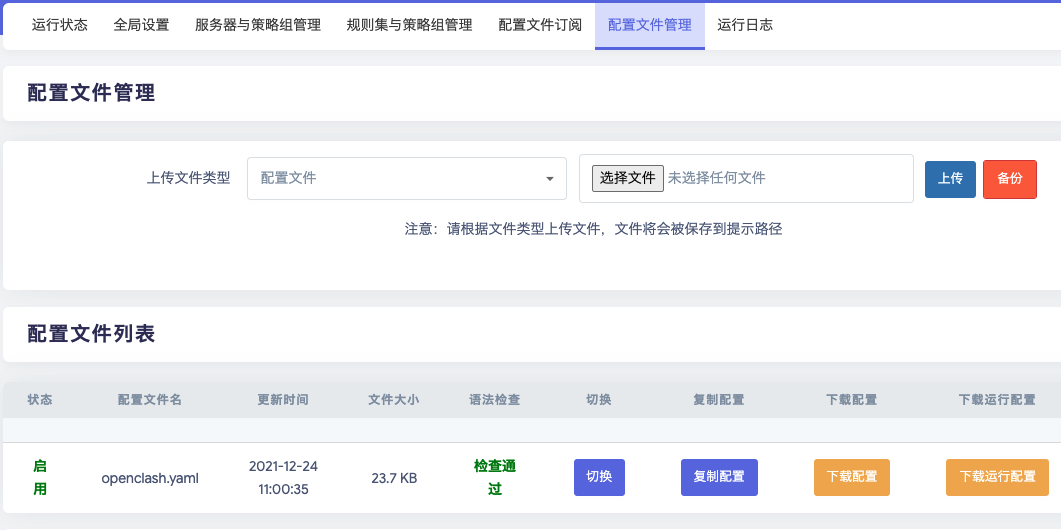 运行状态 全局设置 服务器与策略组管理 规则集与策略组管理 配置文件订阅 配置文件管理 运行日志
配置文件管理
上传文件类型 配置文件 选择文件 未选择任何文件 上传 备份
注意：请根据文件类型上传文件，文件将会被保存到提示路径
配置文件列表
状态 配置文件名 更新时间 文件大小 语法检查 切换 复制配置 下载配置 下载运行配置
启用 openclash.yaml 2021-12-24 11:00:35 23.7 KB 检查通过 切换 复制配置 下载配置 下载运行配置